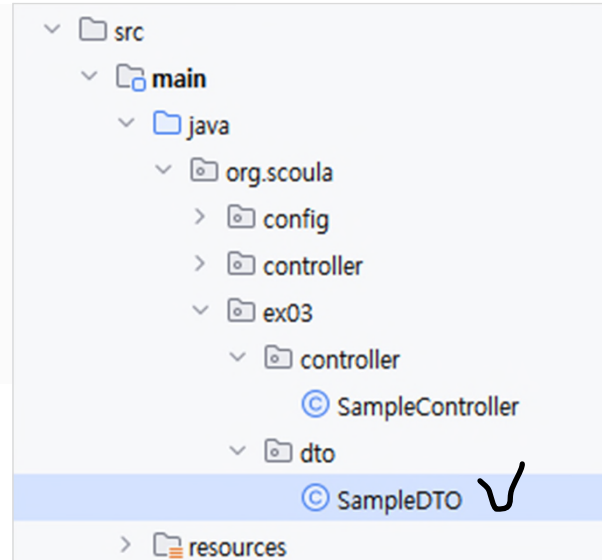 src
main
java
org.scoula
config
controller
ex03
controller
SampleController
dto
SampleDTO
resources